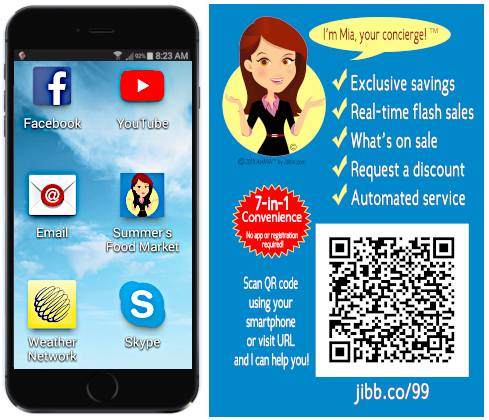 92% 8:23 AM
Facebook
YouTube
Email
Summer's
Food Market
Weather
Network
Skype
I'm Mia, your concierge! ™
Exclusive savings
Real-time flash sales
What's on sale
Request a discount
Automated service
7-in-1
Convenience
No app or registration
required!
Scan QR code
using your
smartphone
or visit URL
and I can help you!
jibb.co/99